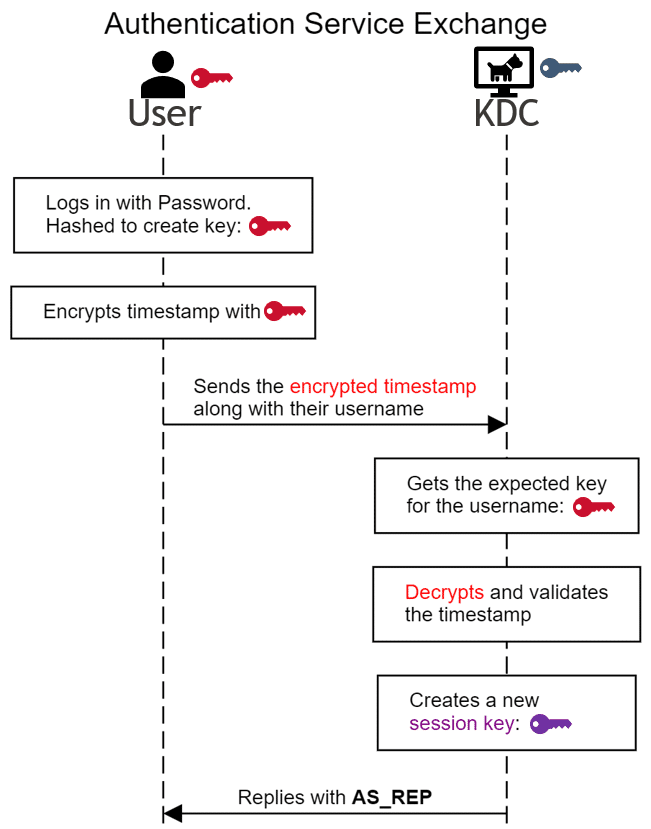 Authentication Service Exchange
User
KDC
Logs in with Password.
Hashed to create key:
Encrypts timestamp with
Sends the encrypted timestamp
along with their username
Gets the expected key
for the username:
Decrypts and validates
the timestamp
Creates a new
session key:
Replies with AS_REP